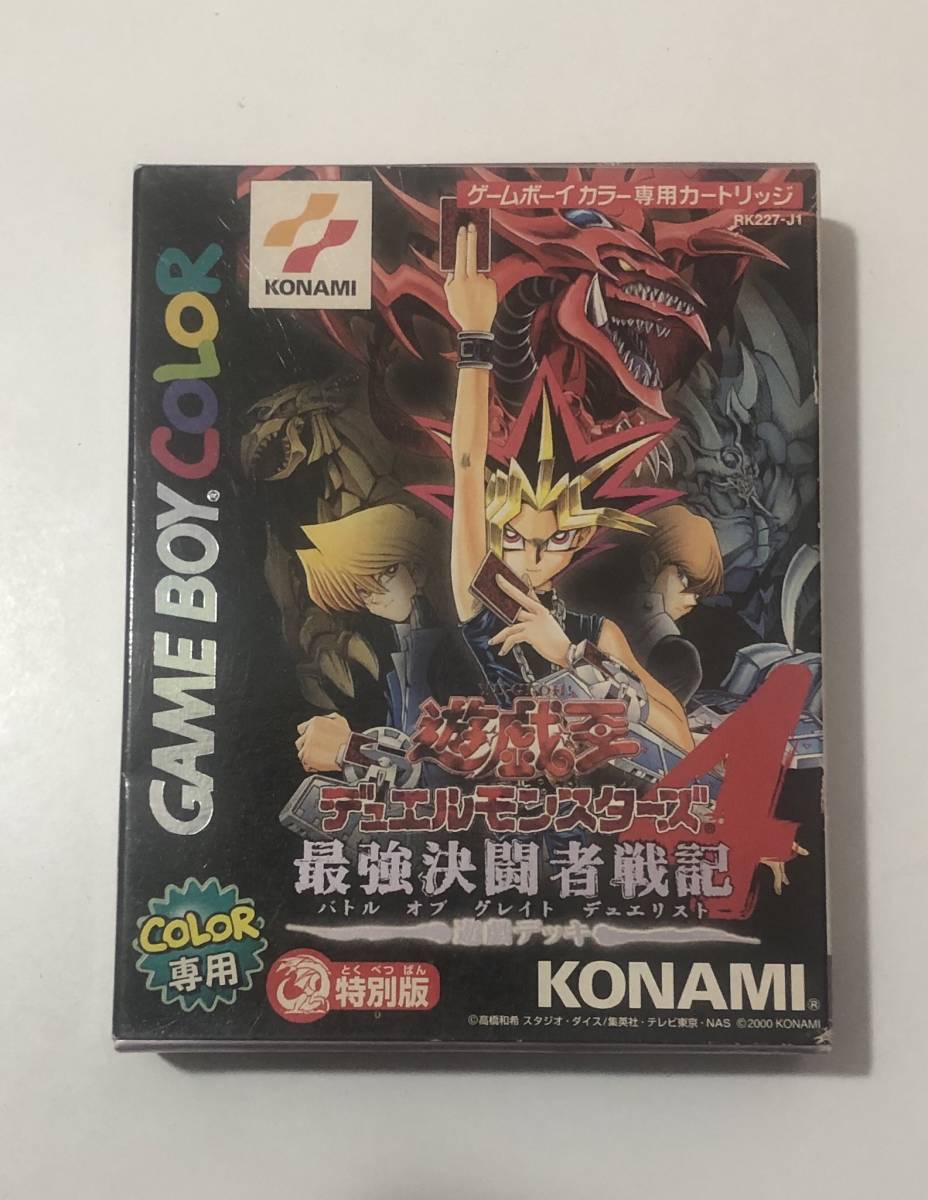 KONAMI
ゲームボーイ カラー専用カートリッジ
RK227-J1
GAME BOY® COLOR
YU-GI-OH!
遊戯王
デュエルモンスターズ®
4
最強決闘者戦記
バトル オブ グレイト デュエリスト
遊戯デッキ
COLOR
専用
とくべつばん
特別版
KONAMI®
©高橋和希 スタジオ・ダイス/集英社・テレビ東京・NAS ©2000 KONAMI